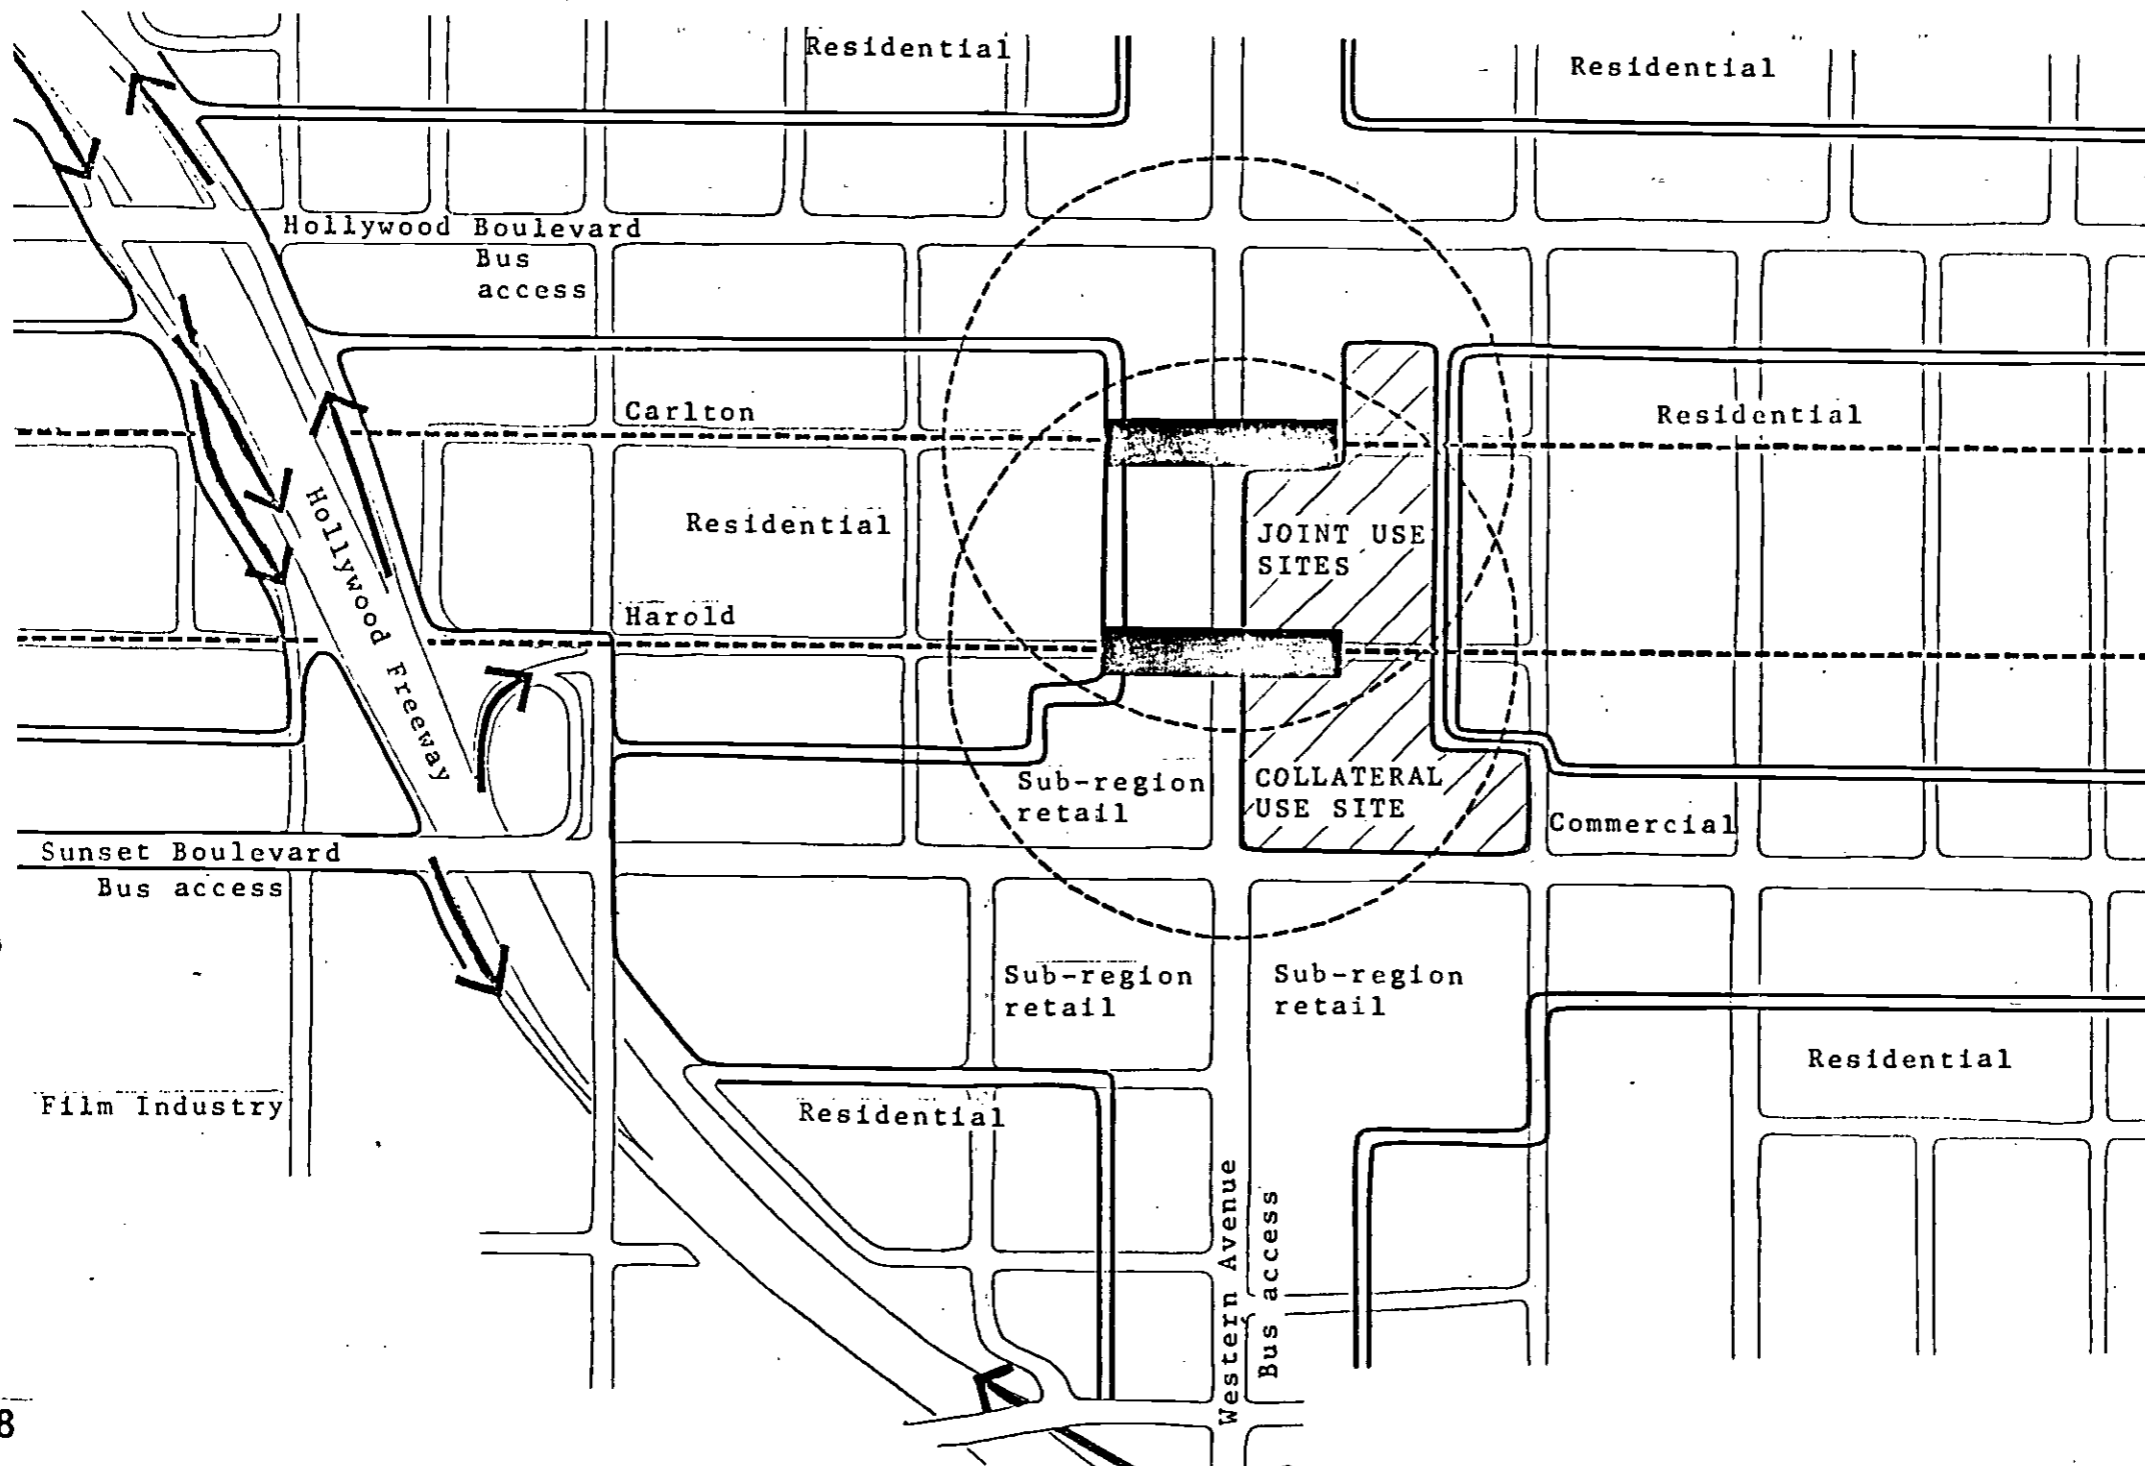 Residential
Residential
Hollywood Boulevard
Bus
access
Carlton
Residential
Residential
JOINT USE
SITES
Hollywood Freeway
Harold
Sub-region
retail
COLLATERAL
USE SITE
Commercial
Sunset Boulevard
Bus access
Sub-region
retail
Sub-region
retail
Residential
Film Industry
Residential
Western Avenue
Bus access
8